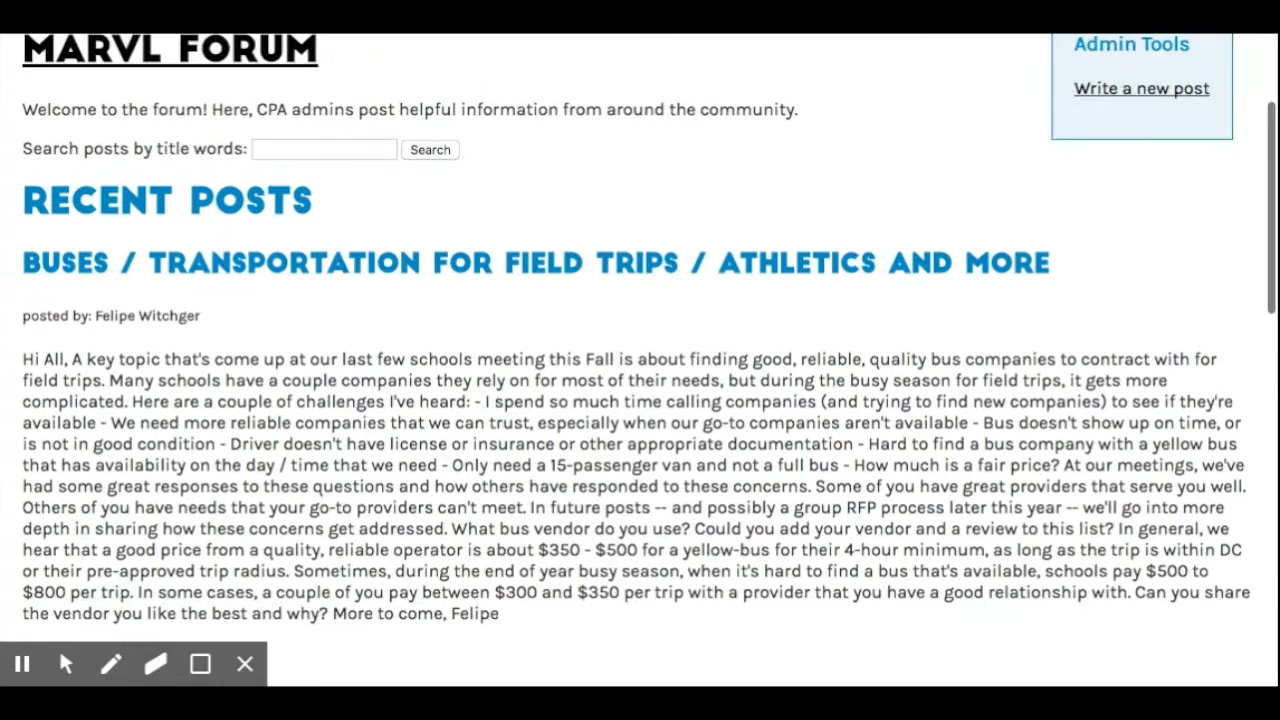 MARVL FORUM
Admin Tools
Write a new post
Welcome to the forum! Here, CPA admins post helpful information from around the community.
Search posts by title words:
Search
RECENT POSTS
BUSES / TRANSPORTATION FOR FIELD TRIPS / ATHLETICS AND MORE
posted by: Felipe Witchger
Hi All, A key topic that's come up at our last few schools meeting this Fall is about finding good, reliable, quality bus companies to contract with for
field trips. Many schools have a couple companies they rely on for most of their needs, but during the busy season for field trips, it gets more
complicated. Here are a couple of challenges I've heard: - I spend so much time calling companies (and trying to find new companies) to see if they're
available - We need more reliable companies that we can trust, especially when our go-to companies aren't available - Bus doesn't show up on time, or
is not in good condition - Driver doesn't have license or insurance or other appropriate documentation - Hard to find a bus company with a yellow bus
that has availability on the day / time that we need - Only need a 15-passenger van and not a full bus - How much is a fair price? At our meetings, we've
had some great responses to these questions and how others have responded to these concerns. Some of you have great providers that serve you well.
Others of you have needs that your go-to providers can't meet. In future posts -- and possibly a group RFP process later this year -- we'll go into more
depth in sharing how these concerns get addressed. What bus vendor do you use? Could you add your vendor and a review to this list? In general, we
hear that a good price from a quality, reliable operator is about $350 - $500 for a yellow-bus for their 4-hour minimum, as long as the trip is within DC
or their pre-approved trip radius. Sometimes, during the end of year busy season, when it's hard to find a bus that's available, schools pay $500 to
$800 per trip. In some cases, a couple of you pay between $300 and $350 per trip with a provider that you have a good relationship with. Can you share
the vendor you like the best and why? More to come, Felipe